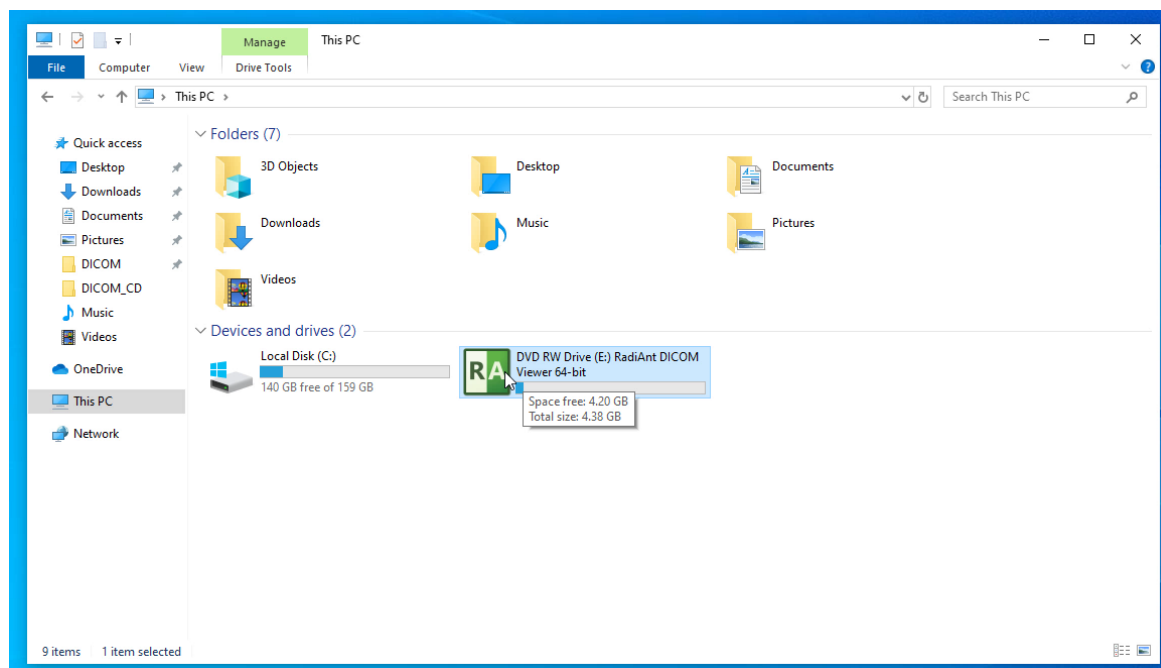 Manage
This PC
File
Computer
View
Drive Tools
This PC
Search This PC
Quick access
Desktop
Downloads
Documents
Pictures
DICOM
DICOM_CD
Music
Videos
OneDrive
This PC
Network
Folders (7)
3D Objects
Desktop
Documents
Downloads
Music
Pictures
Videos
Devices and drives (2)
Local Disk (C:)
140 GB free of 159 GB
RA
DVD RW Drive (E:) RadiAnt DICOM
Viewer 64-bit
Space free: 4.20 GB
Total size: 4.38 GB
9 items
1 item selected